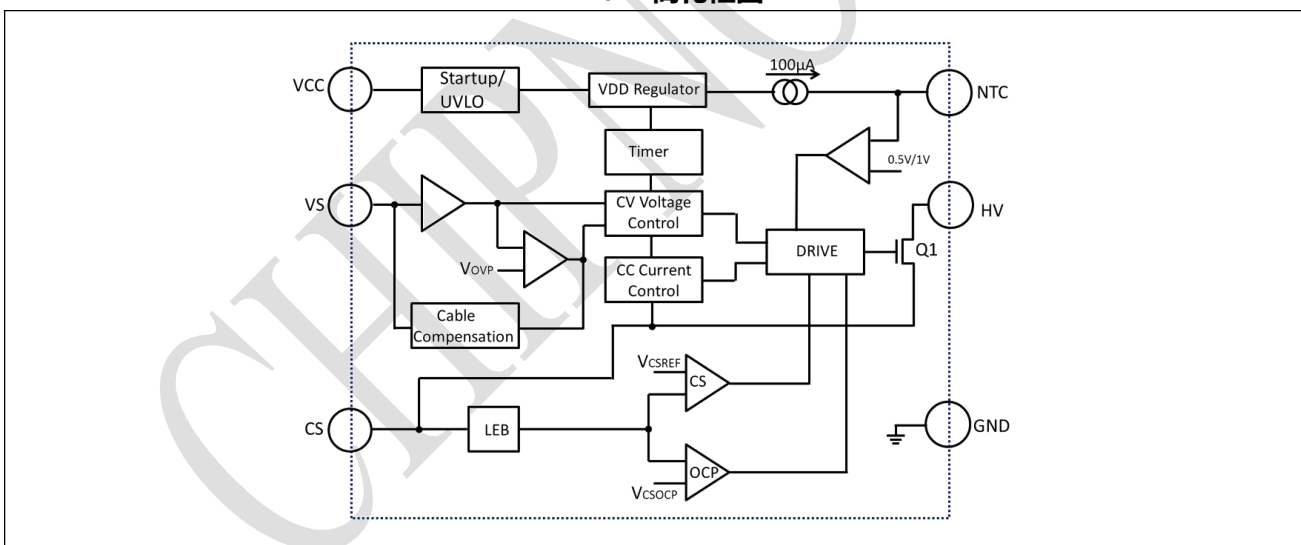 VCC
Startup/
UVLO
VDD Regulator
100μA
NTC
Timer
0.5V/1V
VS
CV Voltage
Control
HV
VOVP
DRIVE
Q1
CC Current
Control
Cable
Compensation
VCSREF
CS
CS
LEB
GND
OCP
VCSOCP